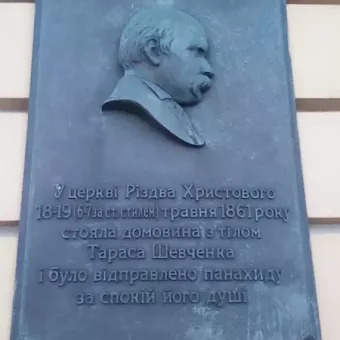 У церкві Різдва Христового
18-19 (6-7 за ст. стилем) травня 1861 року
стояла домовина з тілом
Тараса Шевченка
і було відправлено панахиду
за спокій його душі